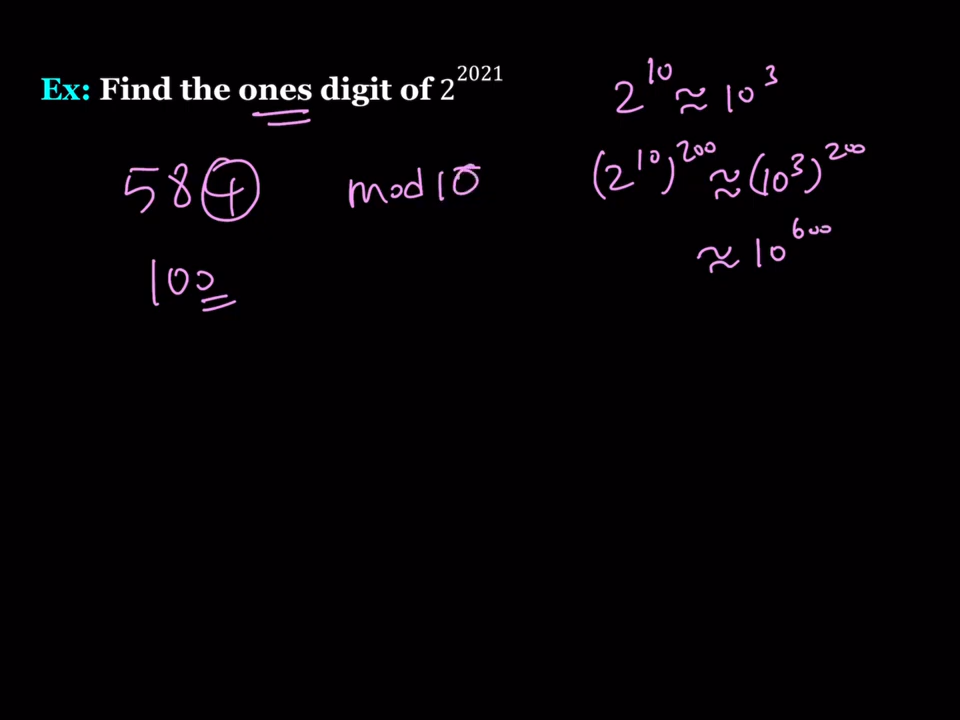 Ex: Find the ones digit of 2^2021
2^10 ≈ 10^3
584 mod 10
(2^10)^200 ≈ (10^3)^200
≈ 10^600
100